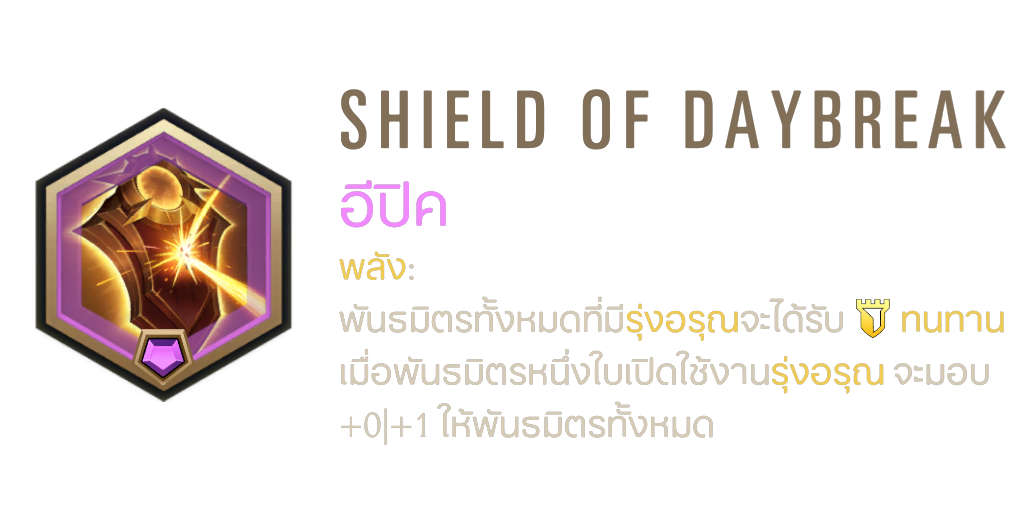 SHIELD OF DAYBREAK
อีปิค
พลัง:
พันธมิตรทั้งหมดที่มีรุ่งอรุณจะได้รับ ทนทาน
เมื่อพันธมิตรหนึ่งใบเปิดใช้งานรุ่งอรุณ จะมอบ
+0|+1 ให้พันธมิตรทั้งหมด